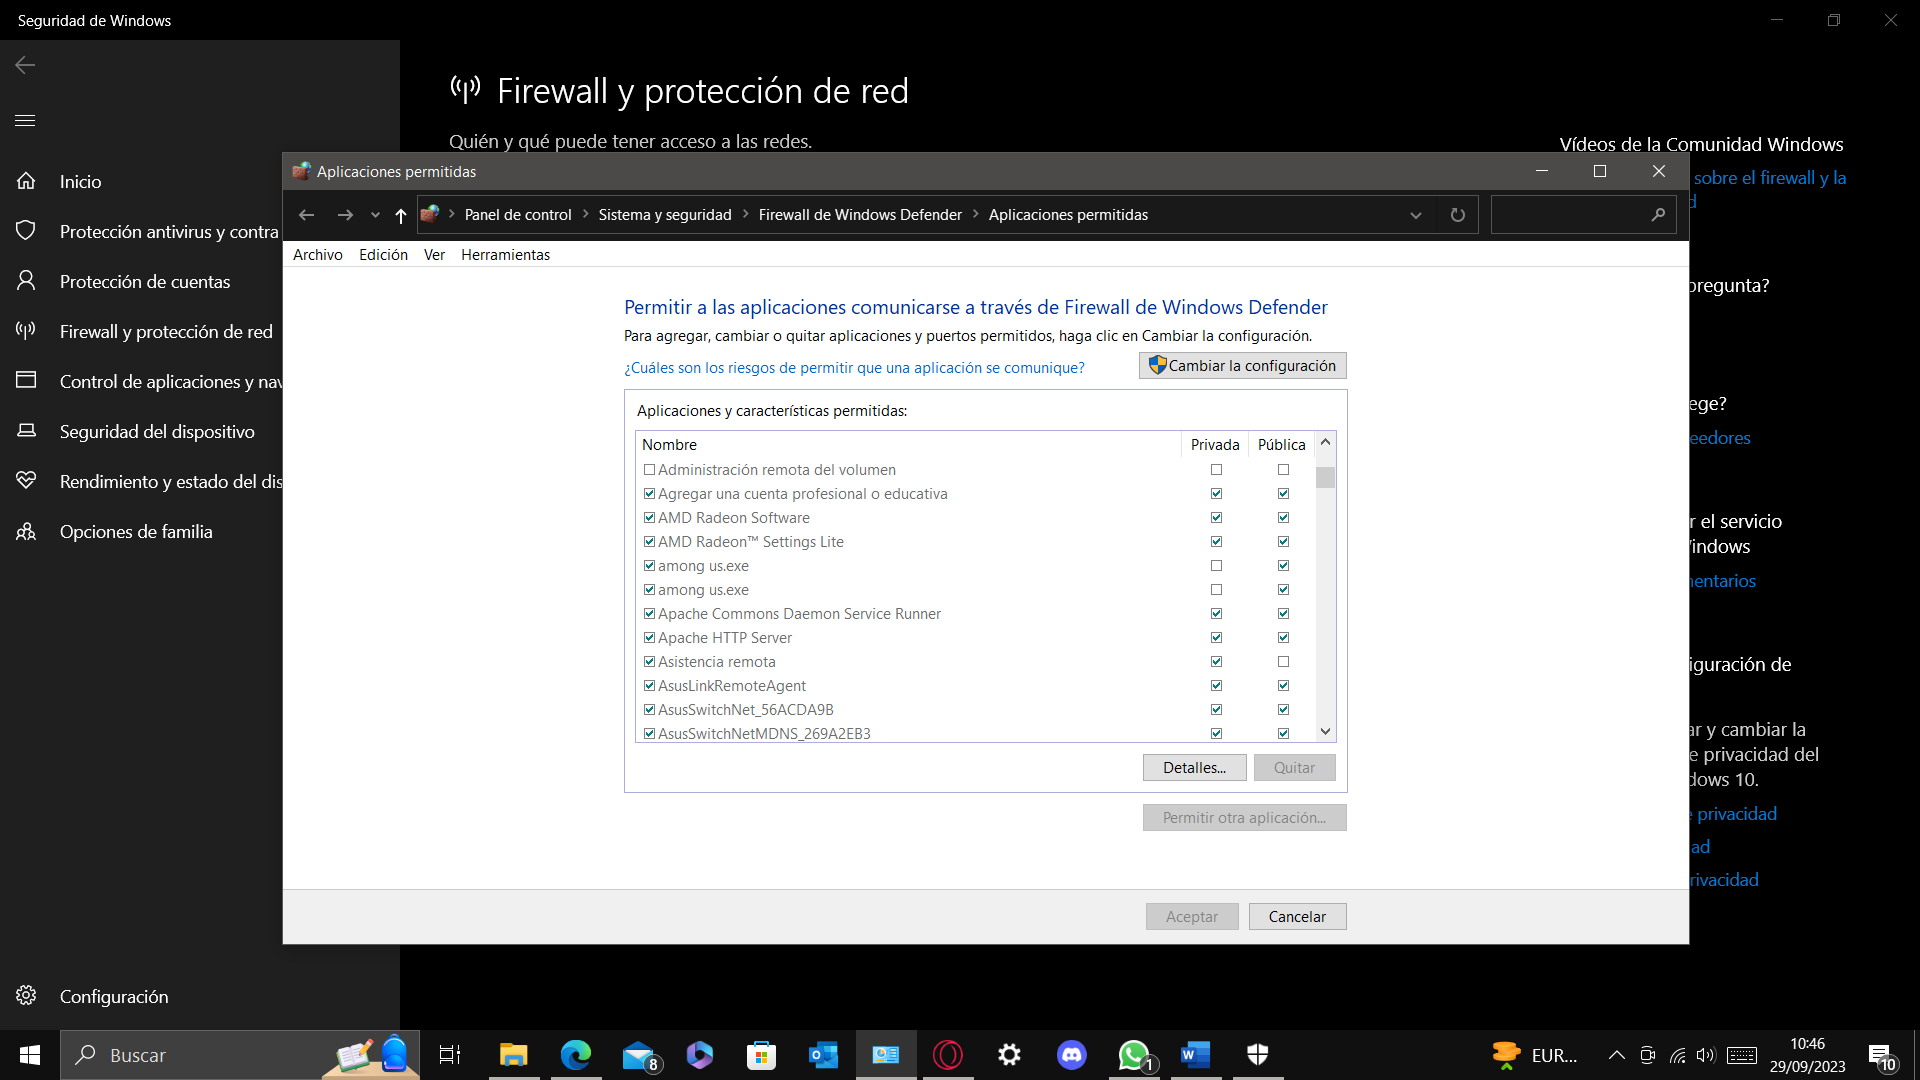 Seguridad de Windows
Firewall y protección de red
Quién y qué puede tener acceso a las redes.
Inicio
Protección antivirus y contra
Protección de cuentas
Firewall y protección de red
Control de aplicaciones y nav
Seguridad del dispositivo
Rendimiento y estado del dis
Opciones de familia
Configuración
Vídeos de la Comunidad Windows
sobre el firewall y la
d
pregunta?
ege?
eedores
r el servicio
Windows
mentarios
iguración de
ar y cambiar la
e privacidad del
dows 10.
e privacidad
ad
rivacidad
Aplicaciones permitidas
Panel de control > Sistema y seguridad > Firewall de Windows Defender > Aplicaciones permitidas
Archivo Edición Ver Herramientas
Permitir a las aplicaciones comunicarse a través de Firewall de Windows Defender
Para agregar, cambiar o quitar aplicaciones y puertos permitidos, haga clic en Cambiar la configuración.
¿Cuáles son los riesgos de permitir que una aplicación se comunique?
Cambiar la configuración
Aplicaciones y características permitidas:
Nombre Privada Pública
Administración remota del volumen
Agregar una cuenta profesional o educativa
AMD Radeon Software
AMD Radeon™ Settings Lite
among us.exe
among us.exe
Apache Commons Daemon Service Runner
Apache HTTP Server
Asistencia remota
AsusLinkRemoteAgent
AsusSwitchNet_56ACDA9B
AsusSwitchNetMDNS_269A2EB3
Detalles... Quitar
Permitir otra aplicación...
Aceptar Cancelar
Buscar
8
1
EUR...
10:46
29/09/2023
10